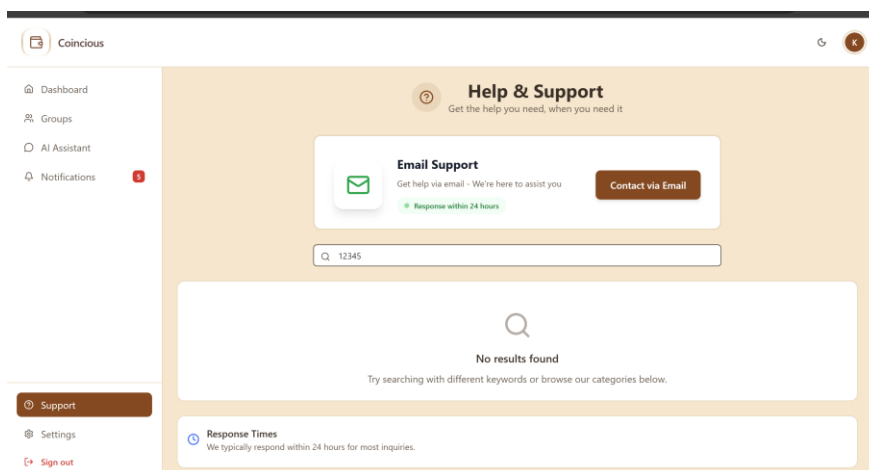 Coincious
K
Dashboard
Groups
AI Assistant
Notifications
5
Support
Settings
Sign out
Help & Support
Get the help you need, when you need it
Email Support
Get help via email - We're here to assist you
Response within 24 hours
Contact via Email
12345
No results found
Try searching with different keywords or browse our categories below.
Response Times
We typically respond within 24 hours for most inquiries.